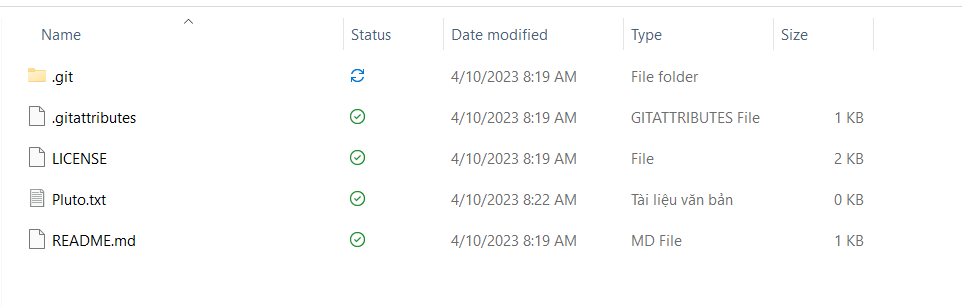 Name Status Date modified Type Size
.git 4/10/2023 8:19 AM File folder
.gitattributes 4/10/2023 8:19 AM GITATTRIBUTES File 1 KB
LICENSE 4/10/2023 8:19 AM File 2 KB
Pluto.txt 4/10/2023 8:22 AM Tài liệu văn bản 0 KB
README.md 4/10/2023 8:19 AM MD File 1 KB